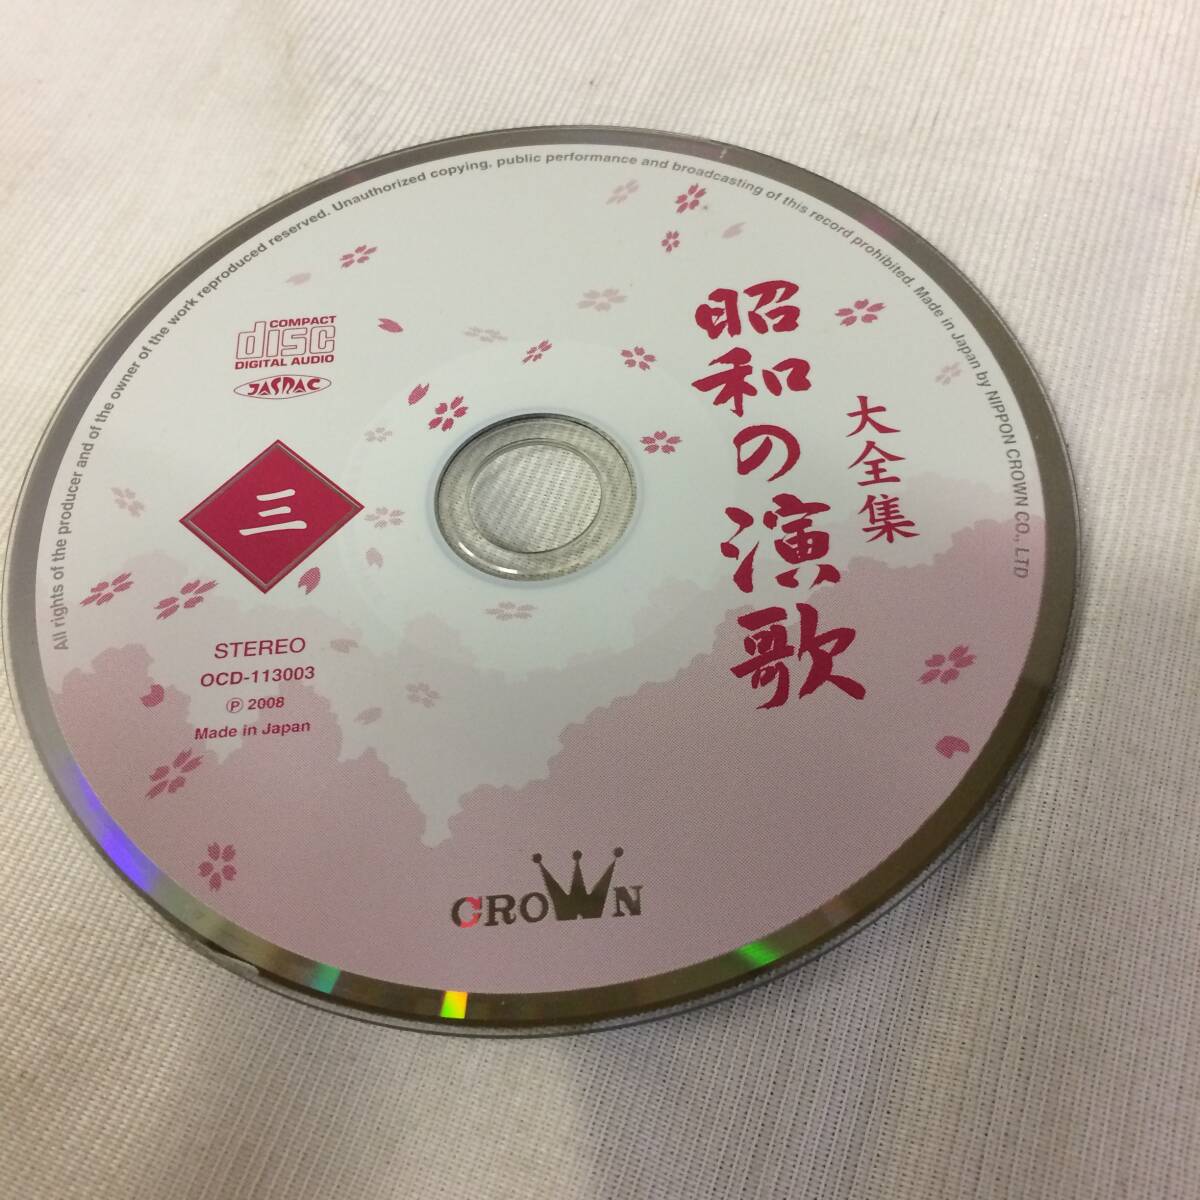 All rights of the producer and of the owner of the work reproduced reserved. Unauthorized copying, public performance and broadcasting of this record prohibited. Made in Japan by NIPPON CROWN CO., LTD
COMPACT
disc
DIGITAL AUDIO
JASRAC
三
STEREO
OCD-113003
Ⓟ 2008
Made in Japan
昭和の演歌
大全集
CROWN